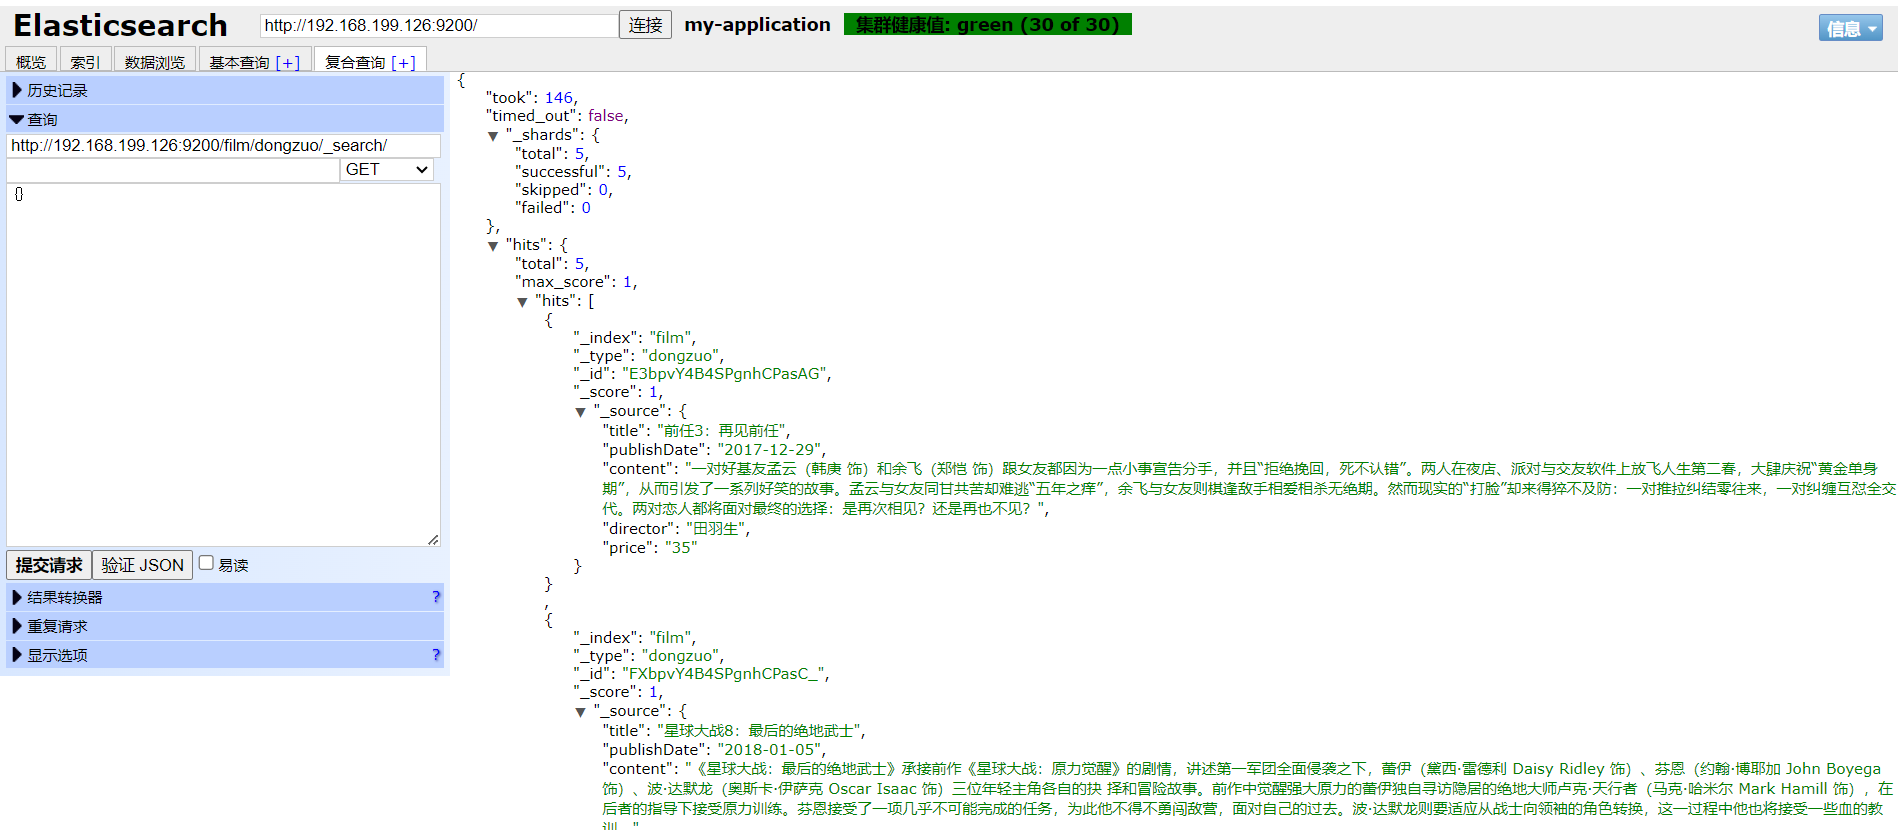 Elasticsearch
http://192.168.199.126:9200/
连接
my-application
集群健康值: green (30 of 30)
信息
概览
索引
数据浏览
基本查询 [+]
复合查询 [+]
历史记录
查询
http://192.168.199.126:9200/film/dongzuo/_search/
GET
{}
提交请求
验证 JSON
易读
结果转换器 ?
重复请求
显示选项 ?
{
"took": 146,
"timed_out": false,
▼ "_shards": {
"total": 5,
"successful": 5,
"skipped": 0,
"failed": 0
},
▼ "hits": {
"total": 5,
"max_score": 1,
▼ "hits": [
{
"_index": "film",
"_type": "dongzuo",
"_id": "E3bpvY4B4SPgnhCPasAG",
"_score": 1,
▼ "_source": {
"title": "前任3：再见前任",
"publishDate": "2017-12-29",
"content": "一对好基友孟云（韩庚 饰）和余飞（郑恺 饰）跟女友都因为一点小事宣告分手，并且“拒绝挽回，死不认错”。两人在夜店、派对与交友软件上放飞人生第二春，大肆庆祝“黄金单身
期”，从而引发了一系列好笑的故事。孟云与女友同甘共苦却难逃“五年之痒”，余飞与女友则棋逢敌手相爱相杀无绝期。然而现实的“打脸”却来得猝不及防：一对推拉纠结零往来，一对纠缠互怼全交
代。两对恋人都将面对最终的选择：是再次相见？还是再也不见？",
"director": "田羽生",
"price": "35"
}
}
,
{
"_index": "film",
"_type": "dongzuo",
"_id": "FXbpvY4B4SPgnhCPasC_",
"_score": 1,
▼ "_source": {
"title": "星球大战8：最后的绝地武士",
"publishDate": "2018-01-05",
"content": "《星球大战：最后的绝地武士》承接前作《星球大战：原力觉醒》的剧情，讲述第一军团全面侵袭之下，蕾伊（黛西·雷德利 Daisy Ridley 饰）、芬恩（约翰·博耶加 John Boyega
饰）、波·达默龙（奥斯卡·伊萨克 Oscar Isaac 饰）三位年轻主角各自的抉 择和冒险故事。前作中觉醒强大原力的蕾伊独自寻访隐居的绝地大师卢克·天行者（马克·哈米尔 Mark Hamill 饰），在
后者的指导下接受原力训练。芬恩接受了一项几乎不可能完成的任务，为此他不得不勇闯敌营，面对自己的过去。波·达默龙则要适应从战士向领袖的角色转换，这一过程中他也将接受一些血的教
训。"